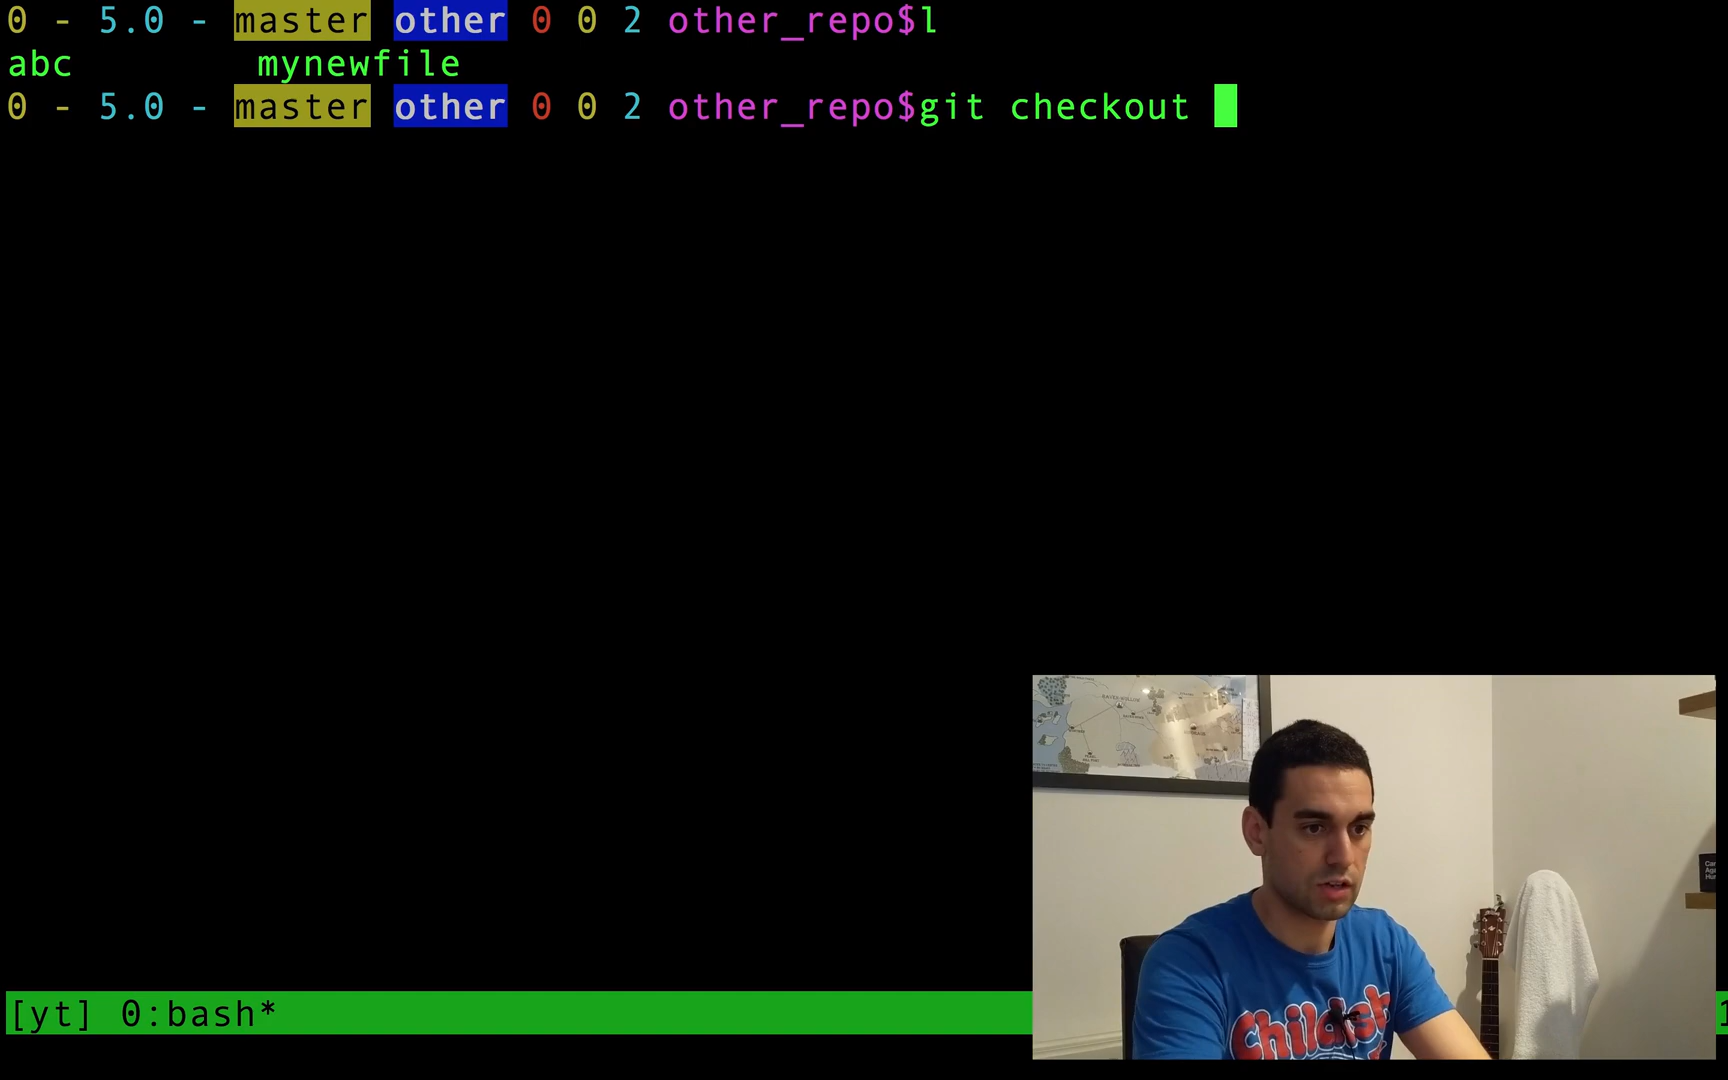 0 - 5.0 - master other 0 0 2 other_repo$l
abc mynewfile
0 - 5.0 - master other 0 0 2 other_repo$git checkout
[yt] 0:bash*